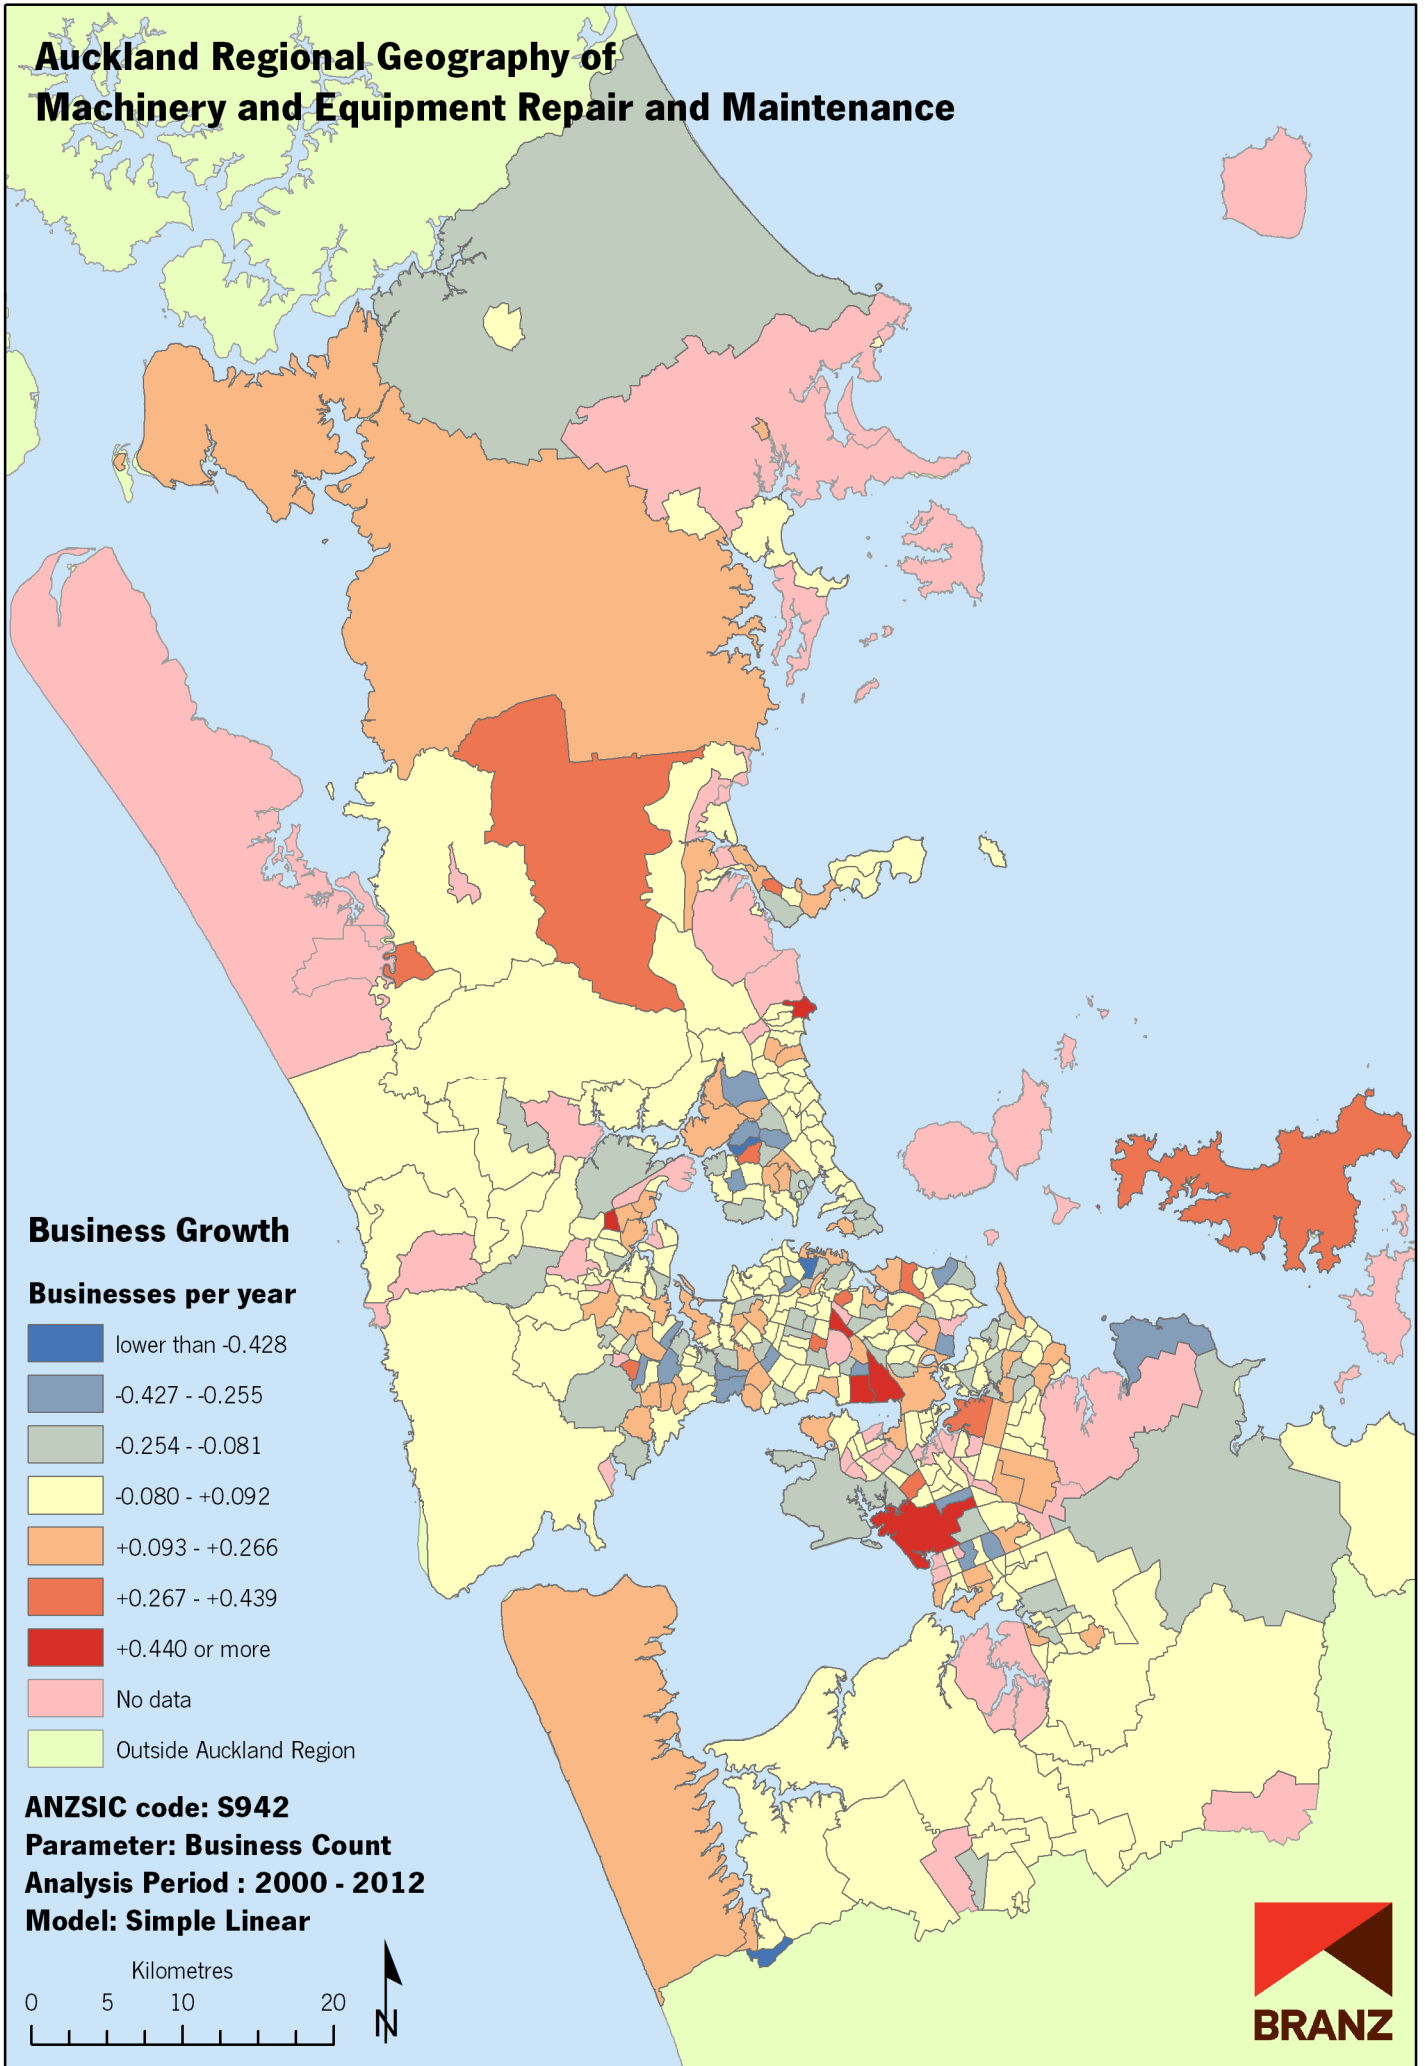 Auckland Regional Geography of
Machinery and Equipment Repair and Maintenance
Business Growth
Businesses per year
lower than -0.428
-0.427 - -0.255
-0.254 - -0.081
-0.080 - +0.092
+0.093 - +0.266
+0.267 - +0.439
+0.440 or more
No data
Outside Auckland Region
ANZSIC code: S942
Parameter: Business Count
Analysis Period : 2000 - 2012
Model: Simple Linear
Kilometres
0 5 10 20
N
BRANZ